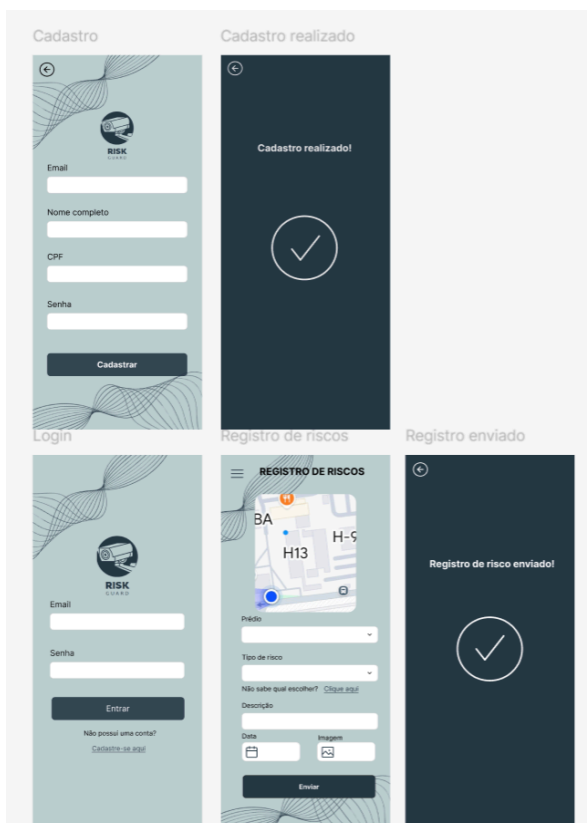 Cadastro
Cadastro realizado
RISK
GUARD
Email
Nome completo
CPF
Senha
Cadastrar
Cadastro realizado!
Login
Registro de riscos
Registro enviado
RISK
GUARD
Email
Senha
Entrar
Não possui uma conta?
Cadastre-se aqui
REGISTRO DE RISCOS
BA
H-9
H13
Prédio
Tipo de risco
Não sabe qual escolher? Clique aqui
Descrição
Data
Imagem
Enviar
Registro de risco enviado!